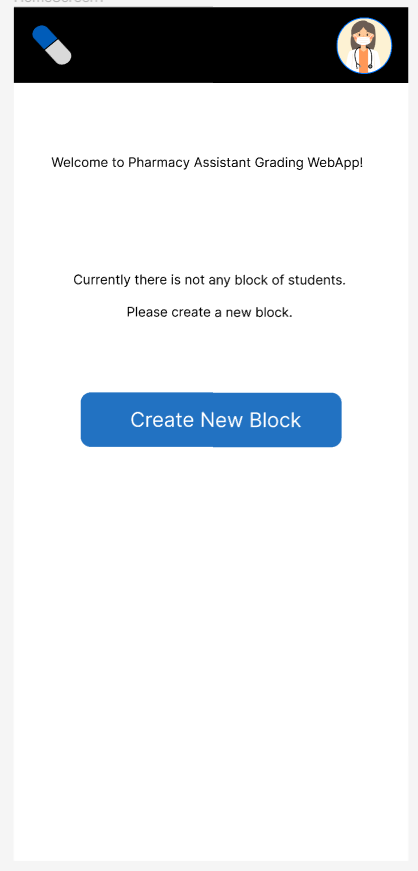 HomeScreen
Welcome to Pharmacy Assistant Grading WebApp!
Currently there is not any block of students.
Please create a new block.
Create New Block